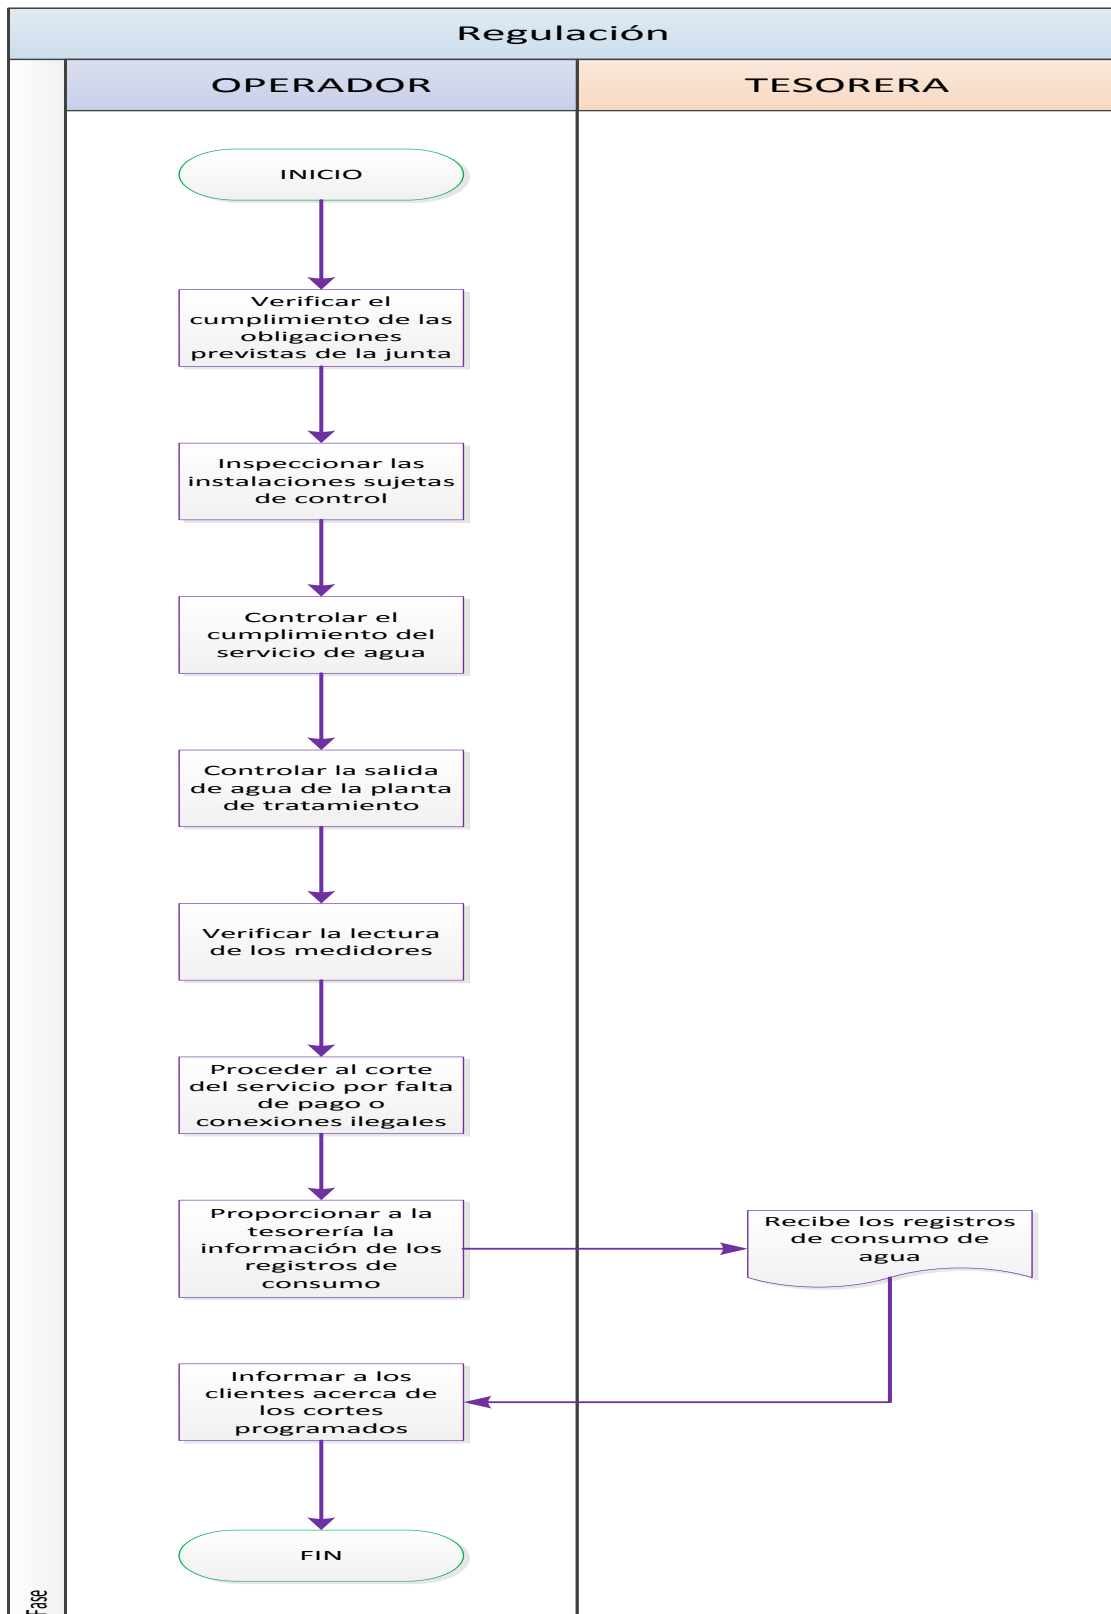 Regulación
OPERADOR
TESORERA
INICIO
Verificar el
cumplimiento de las
obligaciones
previstas de la junta
Inspeccionar las
instalaciones sujetas
de control
Controlar el
cumplimiento del
servicio de agua
Controlar la salida
de agua de la planta
de tratamiento
Verificar la lectura
de los medidores
Proceder al corte
del servicio por falta
de pago o
conexiones ilegales
Proporcionar a la
tesorería la
información de los
registros de
consumo
Recibe los registros
de consumo de
agua
Informar a los
clientes acerca de
los cortes
programados
FIN
Fase